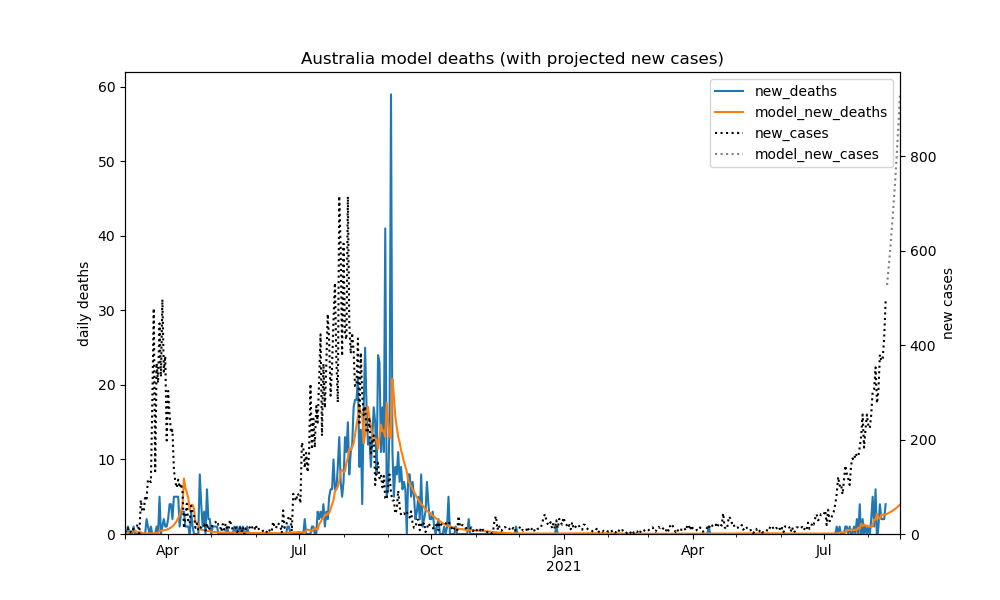 Australia model deaths (with projected new cases)
60
50
40
30
20
10
0
daily deaths
new_deaths
model_new_deaths
new_cases
model_new_cases
800
600
400
200
0
new cases
Apr Jul Oct Jan Apr Jul
2021